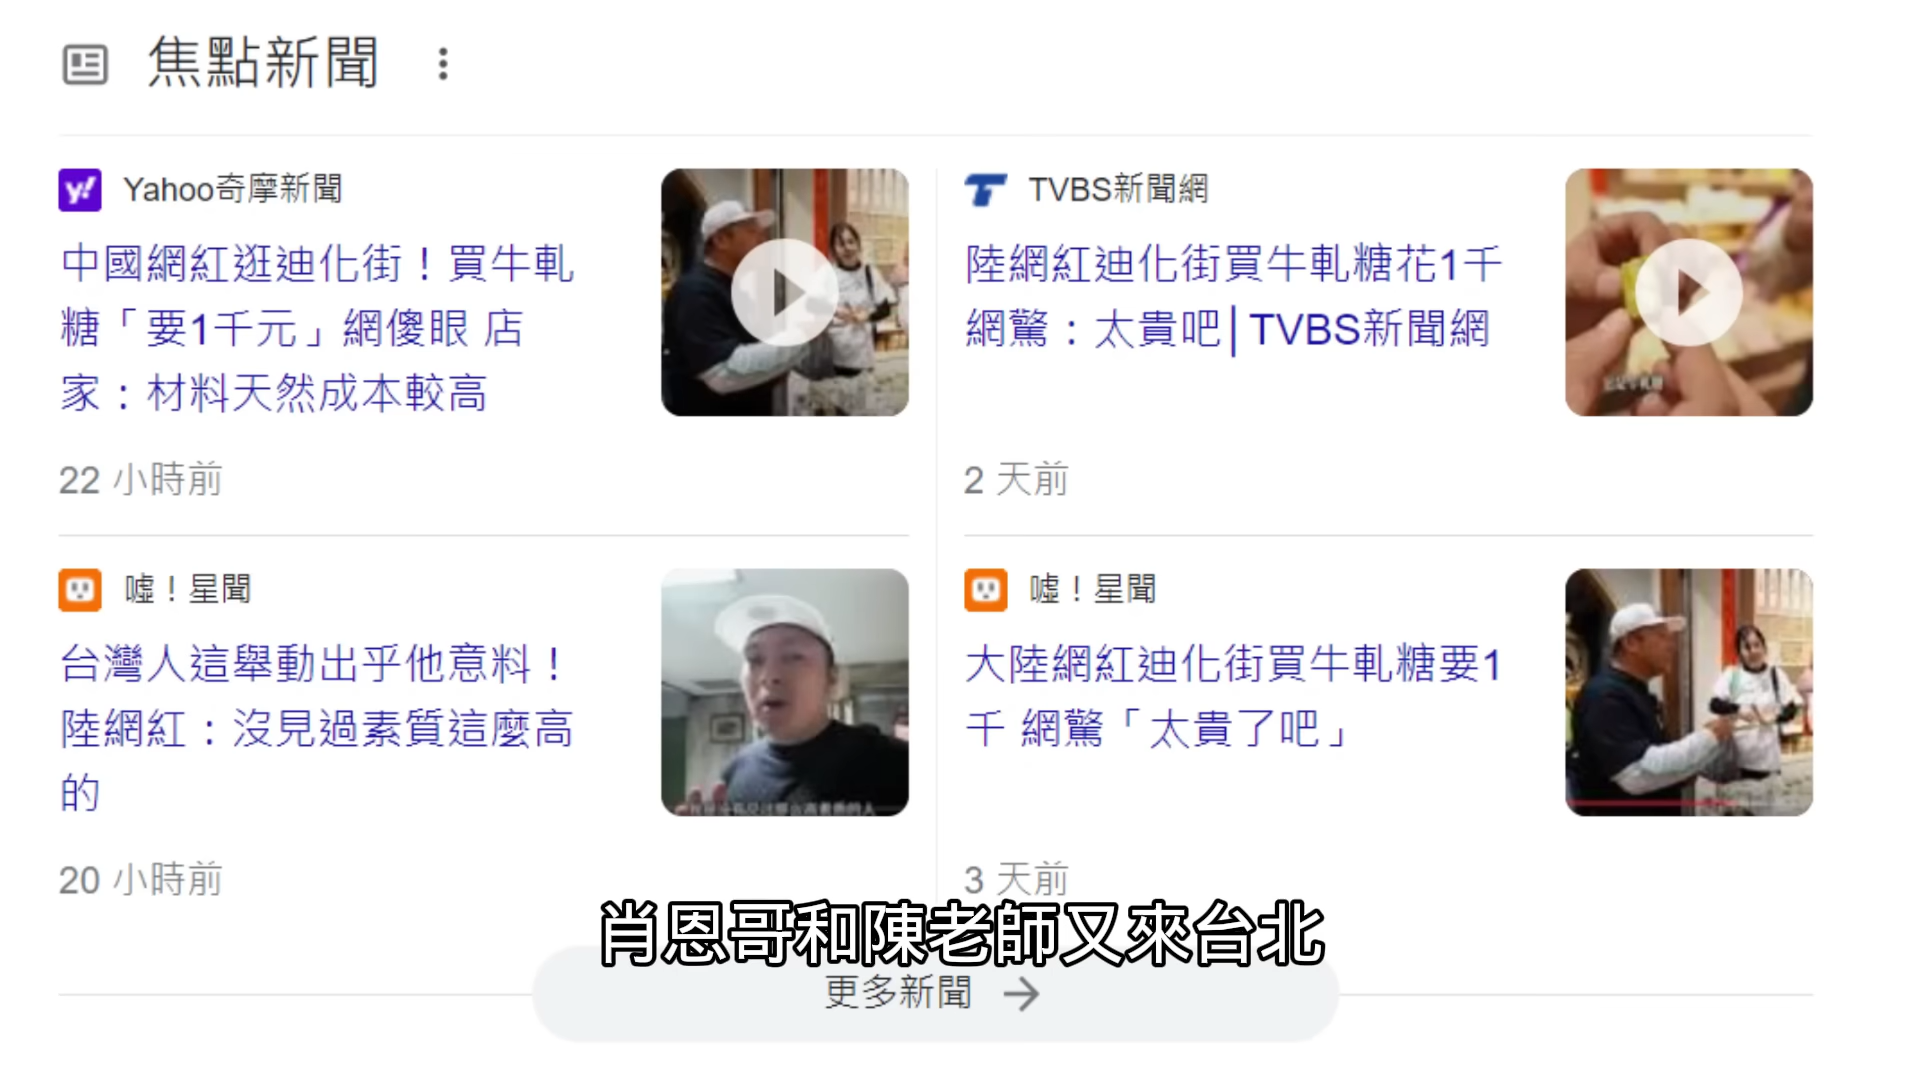 焦點新聞
Yahoo奇摩新聞
中國網紅逛迪化街！買牛軋
糖「要1千元」網傻眼 店
家：材料天然成本較高
22 小時前
TVBS新聞網
陸網紅迪化街買牛軋糖花1千
網驚：太貴吧│TVBS新聞網
2 天前
噓！星聞
台灣人這舉動出乎他意料！
陸網紅：沒見過素質這麼高
的
20 小時前
噓！星聞
大陸網紅迪化街買牛軋糖要1
千 網驚「太貴了吧」
3 天前
肖恩哥和陳老師又來台北
更多新聞